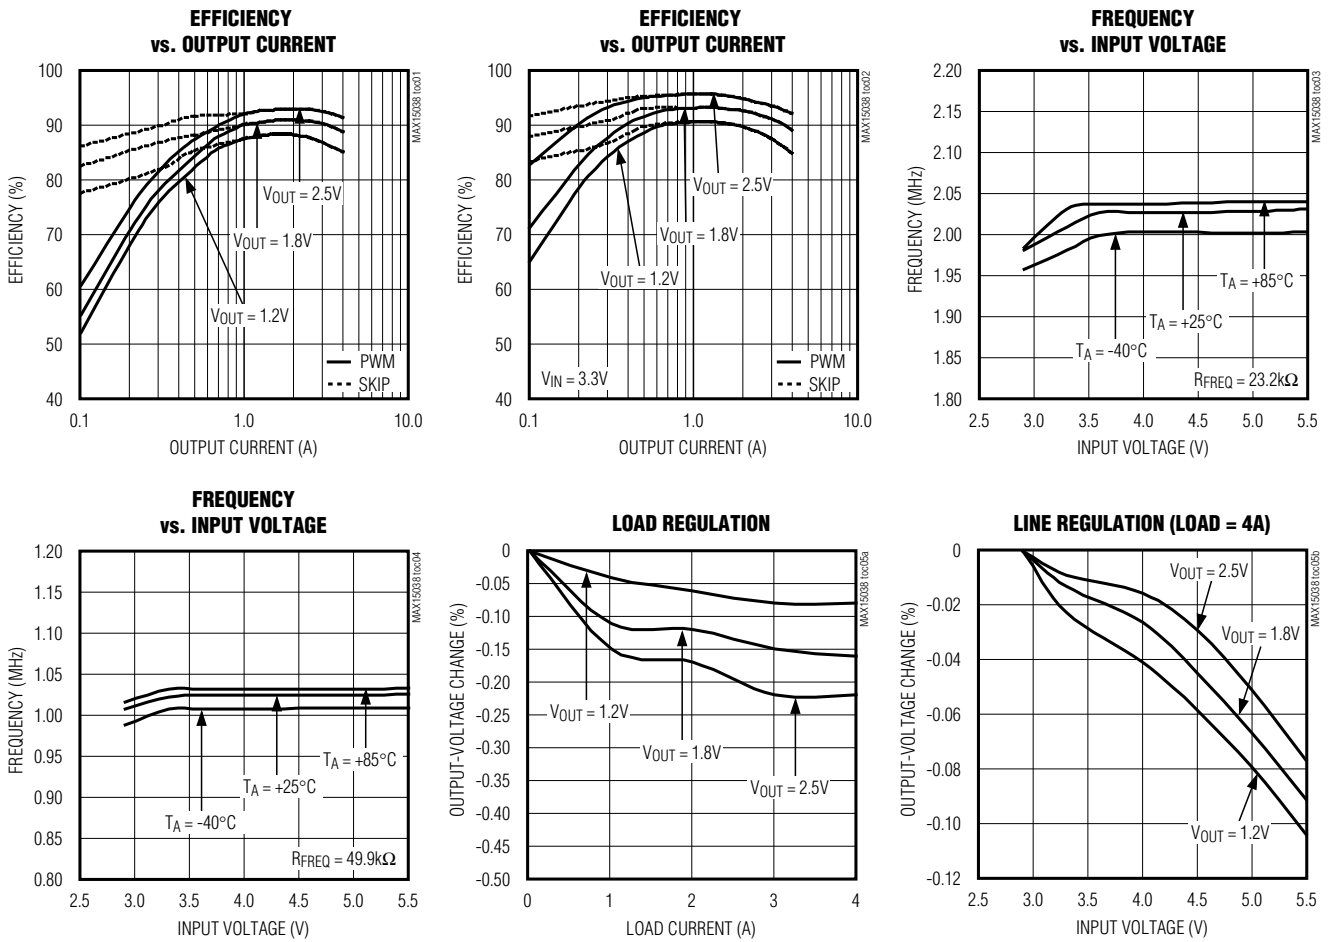 EFFICIENCY
vs. OUTPUT CURRENT
100
90
80
70
60
50
40
EFFICIENCY (%)
MAX15038 toc01
VOUT = 2.5V
VOUT = 1.8V
VOUT = 1.2V
PWM
SKIP
0.1
1.0
10.0
OUTPUT CURRENT (A)
EFFICIENCY
vs. OUTPUT CURRENT
100
90
80
70
60
50
40
EFFICIENCY (%)
MAX15038 toc02
VOUT = 2.5V
VOUT = 1.8V
VOUT = 1.2V
VIN = 3.3V
PWM
SKIP
0.1
1.0
10.0
OUTPUT CURRENT (A)
FREQUENCY
vs. INPUT VOLTAGE
2.20
2.15
2.10
2.05
2.00
1.95
1.90
1.85
1.80
FREQUENCY (MHz)
MAX15038 toc03
TA = +85°C
TA = +25°C
TA = -40°C
RFREQ = 23.2kΩ
2.5
3.0
3.5
4.0
4.5
5.0
5.5
INPUT VOLTAGE (V)
FREQUENCY
vs. INPUT VOLTAGE
1.20
1.15
1.10
1.05
1.00
0.95
0.90
0.85
0.80
FREQUENCY (MHz)
MAX15038 toc04
TA = +85°C
TA = +25°C
TA = -40°C
RFREQ = 49.9kΩ
2.5
3.0
3.5
4.0
4.5
5.0
5.5
INPUT VOLTAGE (V)
LOAD REGULATION
0
-0.05
-0.10
-0.15
-0.20
-0.25
-0.30
-0.35
-0.40
-0.45
-0.50
OUTPUT-VOLTAGE CHANGE (%)
MAX15038 toc05a
VOUT = 1.2V
VOUT = 1.8V
VOUT = 2.5V
0
1
2
3
4
LOAD CURRENT (A)
LINE REGULATION (LOAD = 4A)
0
-0.02
-0.04
-0.06
-0.08
-0.10
-0.12
OUTPUT-VOLTAGE CHANGE (%)
MAX15038 toc05b
VOUT = 2.5V
VOUT = 1.8V
VOUT = 1.2V
2.5
3.0
3.5
4.0
4.5
5.0
5.5
INPUT VOLTAGE (V)